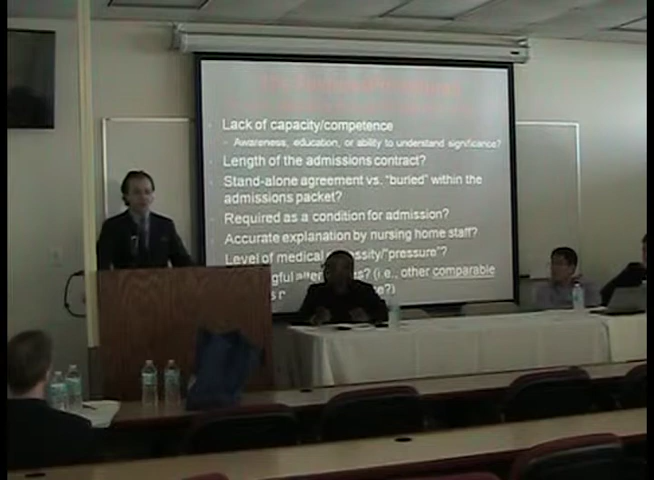 Lack of capacity/competence
- Awareness, education, or ability to understand significance?
Length of the admissions contract?
Stand-alone agreement vs. "buried" within the
admissions packet?
Required as a condition for admission?
Accurate explanation by nursing home staff?
Level of medical "pressure"?
(i.e., other comparable